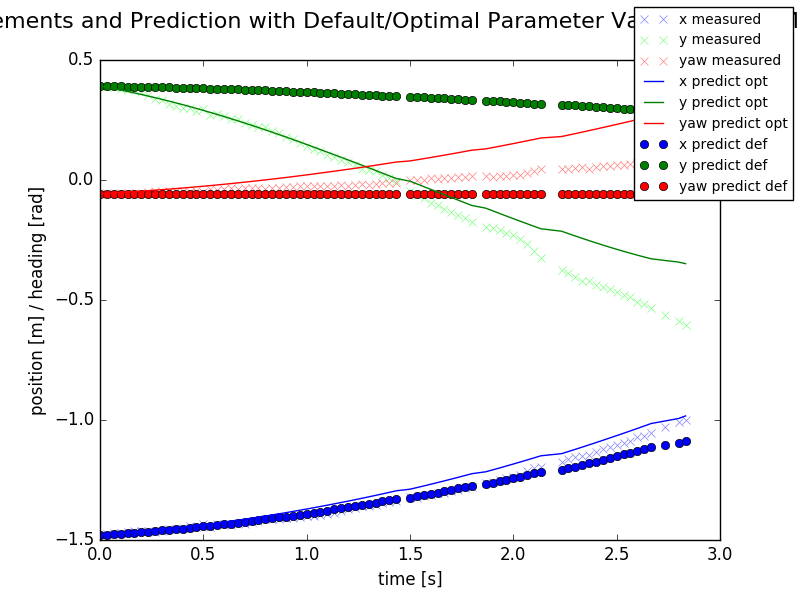 and Prediction with Default/Optimal Parameter
x measured
y measured
yaw measured
x predict opt
y predict opt
yaw predict opt
x predict def
y predict def
yaw predict def
position [m] / heading [rad]
0.5
0.0
−0.5
−1.0
−1.5
0.0 0.5 1.0 1.5 2.0 2.5 3.0
time [s]